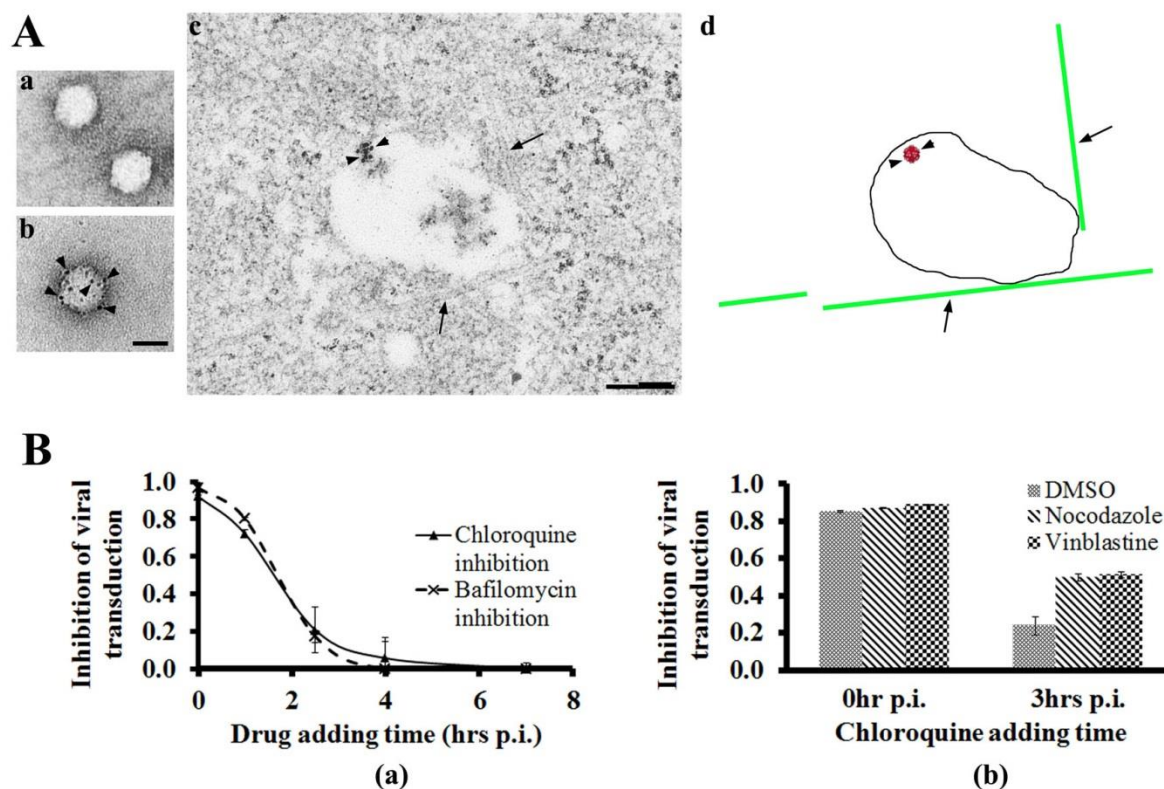 A
a
b
c
d
B
1.0
0.8
0.6
0.4
0.2
0.0
Inhibition of viral
transduction
Chloroquine
inhibition
Bafilomycin
inhibition
0
2
4
6
8
Drug adding time (hrs p.i.)
(a)
1.0
0.8
0.6
0.4
0.2
0.0
Inhibition of viral
transduction
DMSO
Nocodazole
Vinblastine
0hr p.i.
3hrs p.i.
Chloroquine adding time
(b)